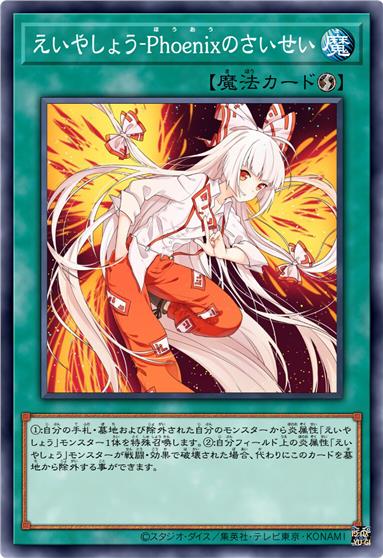 えいやしょう-Phoenixのさいせい 魔
【魔法カード】
①:自分の手札・墓地および除外された自分のモンスターから炎属性「えいやしょう」モンスター1体を特殊召喚します。②:自分フィールド上の炎属性「えいやしょう」モンスターが戦闘・効果で破壊された場合、代わりにこのカードを墓地から除外する事ができます。
©スタジオ・ダイス/集英社・テレビ東京・KONAMI